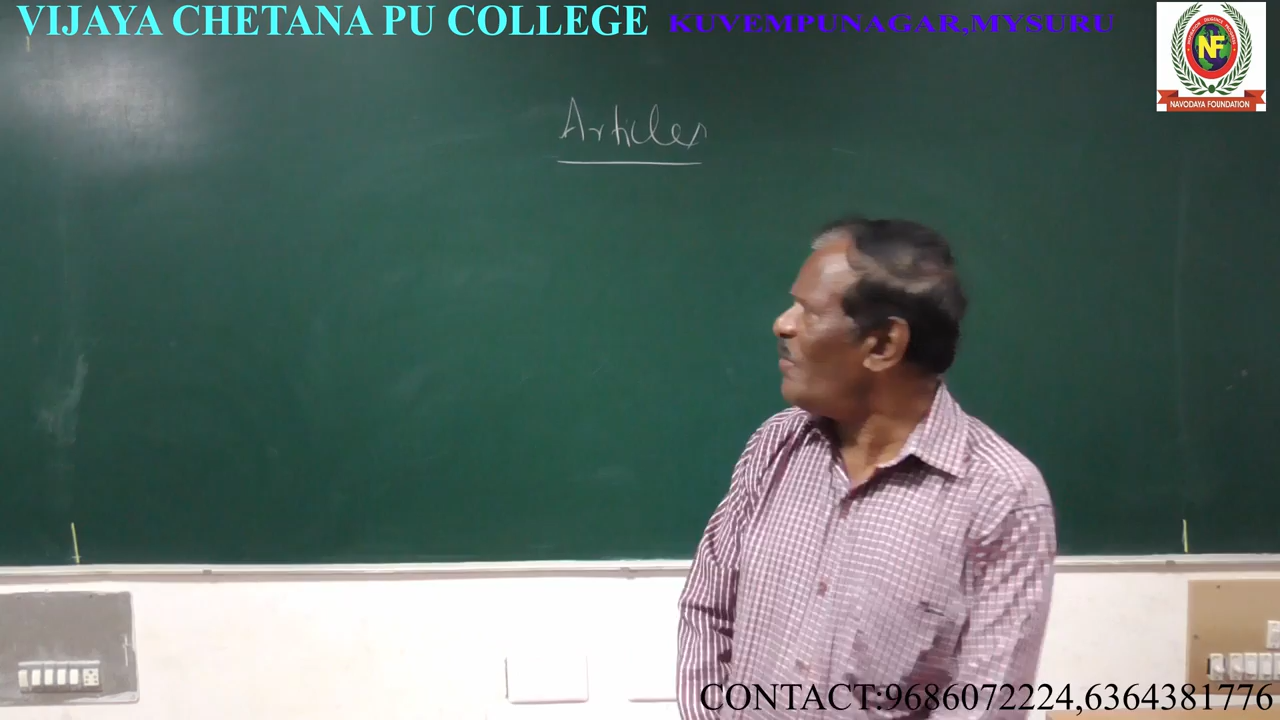 VIJAYA CHETANA PU COLLEGE KUVEMPUNAGAR,MYSURU
NF
NAVODAYA FOUNDATION
Articles
CONTACT:9686072224,6364381776